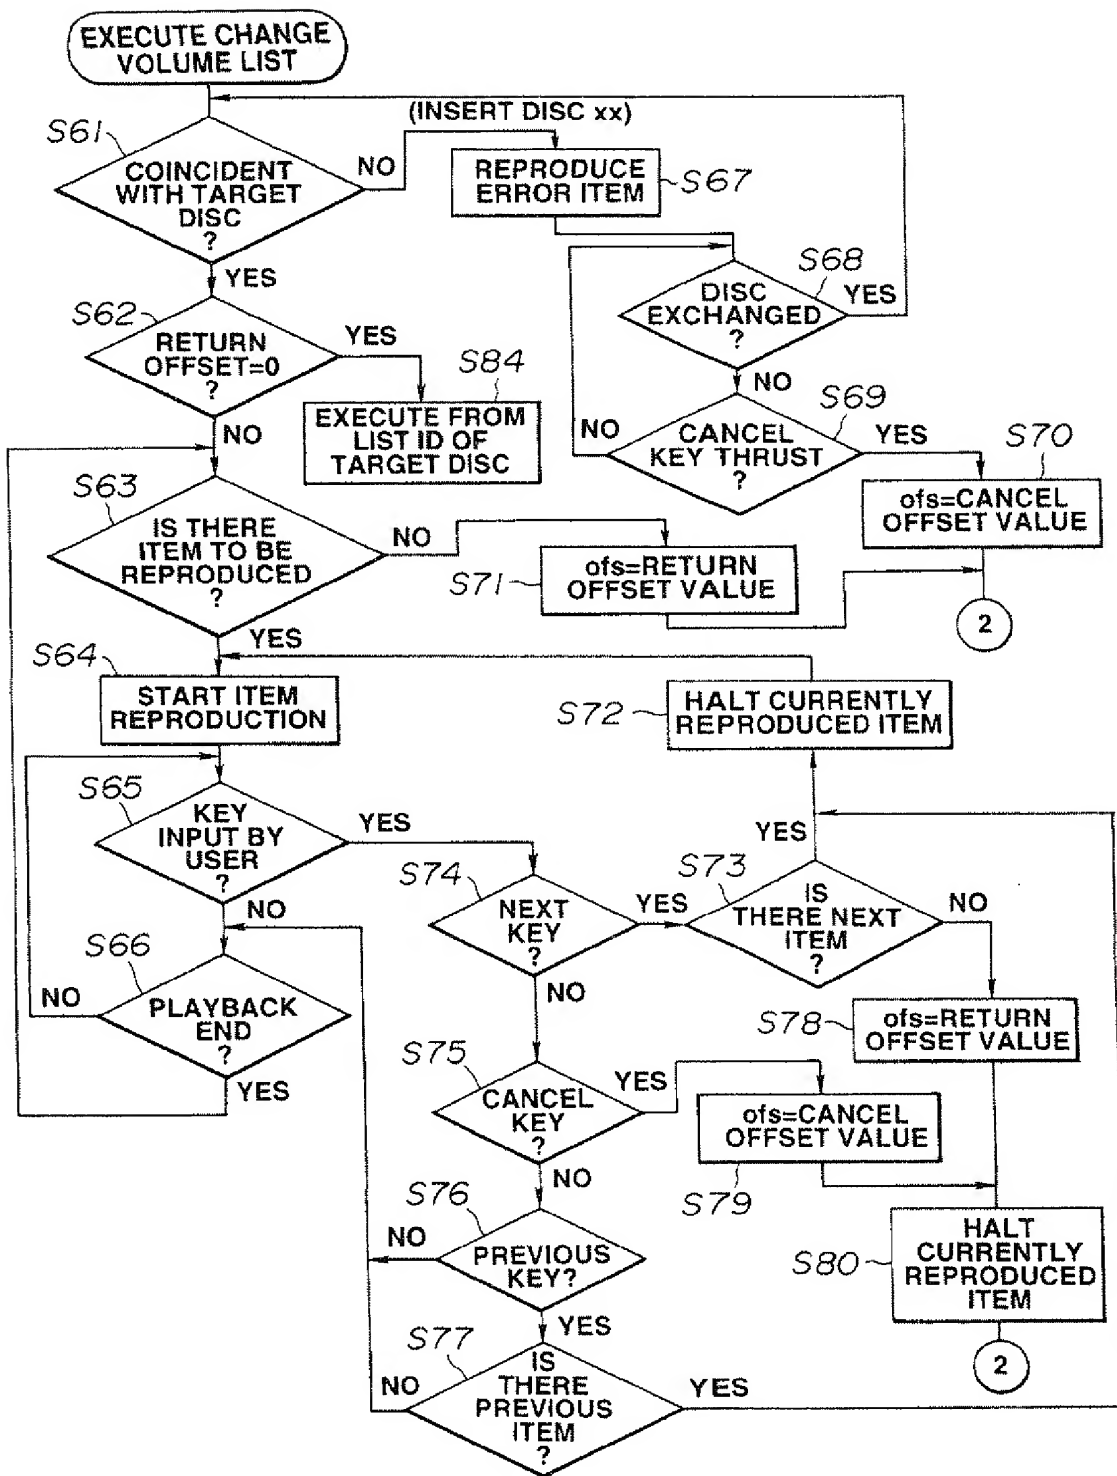 EXECUTE CHANGE
VOLUME LIST
(INSERT DISC xx)
S61
COINCIDENT
WITH TARGET
DISC
?
NO
REPRODUCE
ERROR ITEM
S67
YES
S68
DISC
EXCHANGED
?
YES
S62
RETURN
OFFSET=0
?
YES
S84
EXECUTE FROM
LIST ID OF
TARGET DISC
NO
NO
S69
CANCEL
KEY THRUST
?
NO
YES
S70
ofs=CANCEL
OFFSET VALUE
2
S63
IS THERE
ITEM TO BE
REPRODUCED
?
NO
S71
ofs=RETURN
OFFSET VALUE
YES
S64
START ITEM
REPRODUCTION
S72
HALT CURRENTLY
REPRODUCED ITEM
S65
KEY
INPUT BY
USER
?
YES
NO
S74
NEXT
KEY
?
YES
S73
IS
THERE NEXT
ITEM
?
YES
NO
S66
PLAYBACK
END
?
NO
YES
NO
S78
ofs=RETURN
OFFSET VALUE
S75
CANCEL
KEY
?
YES
ofs=CANCEL
OFFSET VALUE
S79
NO
S76
PREVIOUS
KEY?
NO
YES
S80
HALT
CURRENTLY
REPRODUCED
ITEM
2
S77
IS
THERE
PREVIOUS
ITEM
?
NO
YES